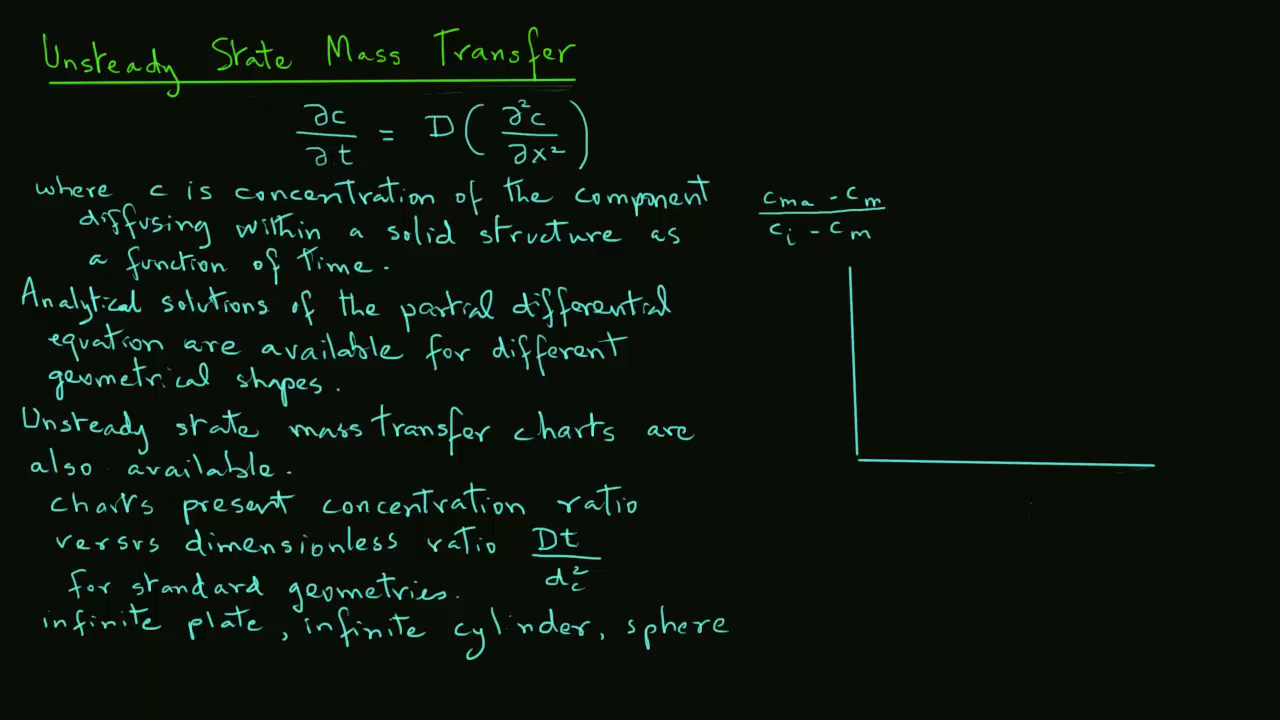 Unsteady State Mass Transfer
∂c/∂t = D(∂²c/∂x²)
where c is concentration of the component
diffusing within a solid structure as
a function of time.
Analytical solutions of the partial differential
equation are available for different
geometrical shapes.
Unsteady state mass transfer charts are
also available.
charts present concentration ratio
versus dimensionless ratio Dt/d_c²
for standard geometries.
infinite plate, infinite cylinder, sphere
(c_ma - c_m)/(c_i - c_m)